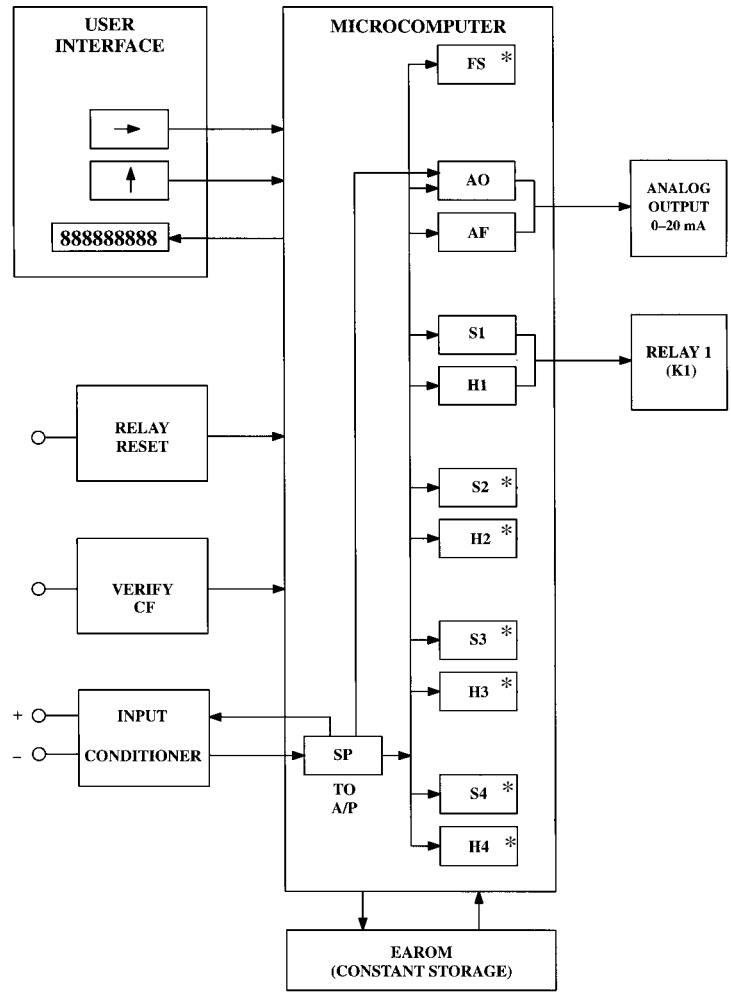 USER
INTERFACE
MICROCOMPUTER
FS *
→
↑
888888888
AO
AF
ANALOG
OUTPUT
0–20 mA
S1
H1
RELAY 1
(K1)
RELAY
RESET
S2 *
H2 *
VERIFY
CF
S3 *
H3 *
+
INPUT
–
CONDITIONER
SP
TO
A/P
S4 *
H4 *
EAROM
(CONSTANT STORAGE)